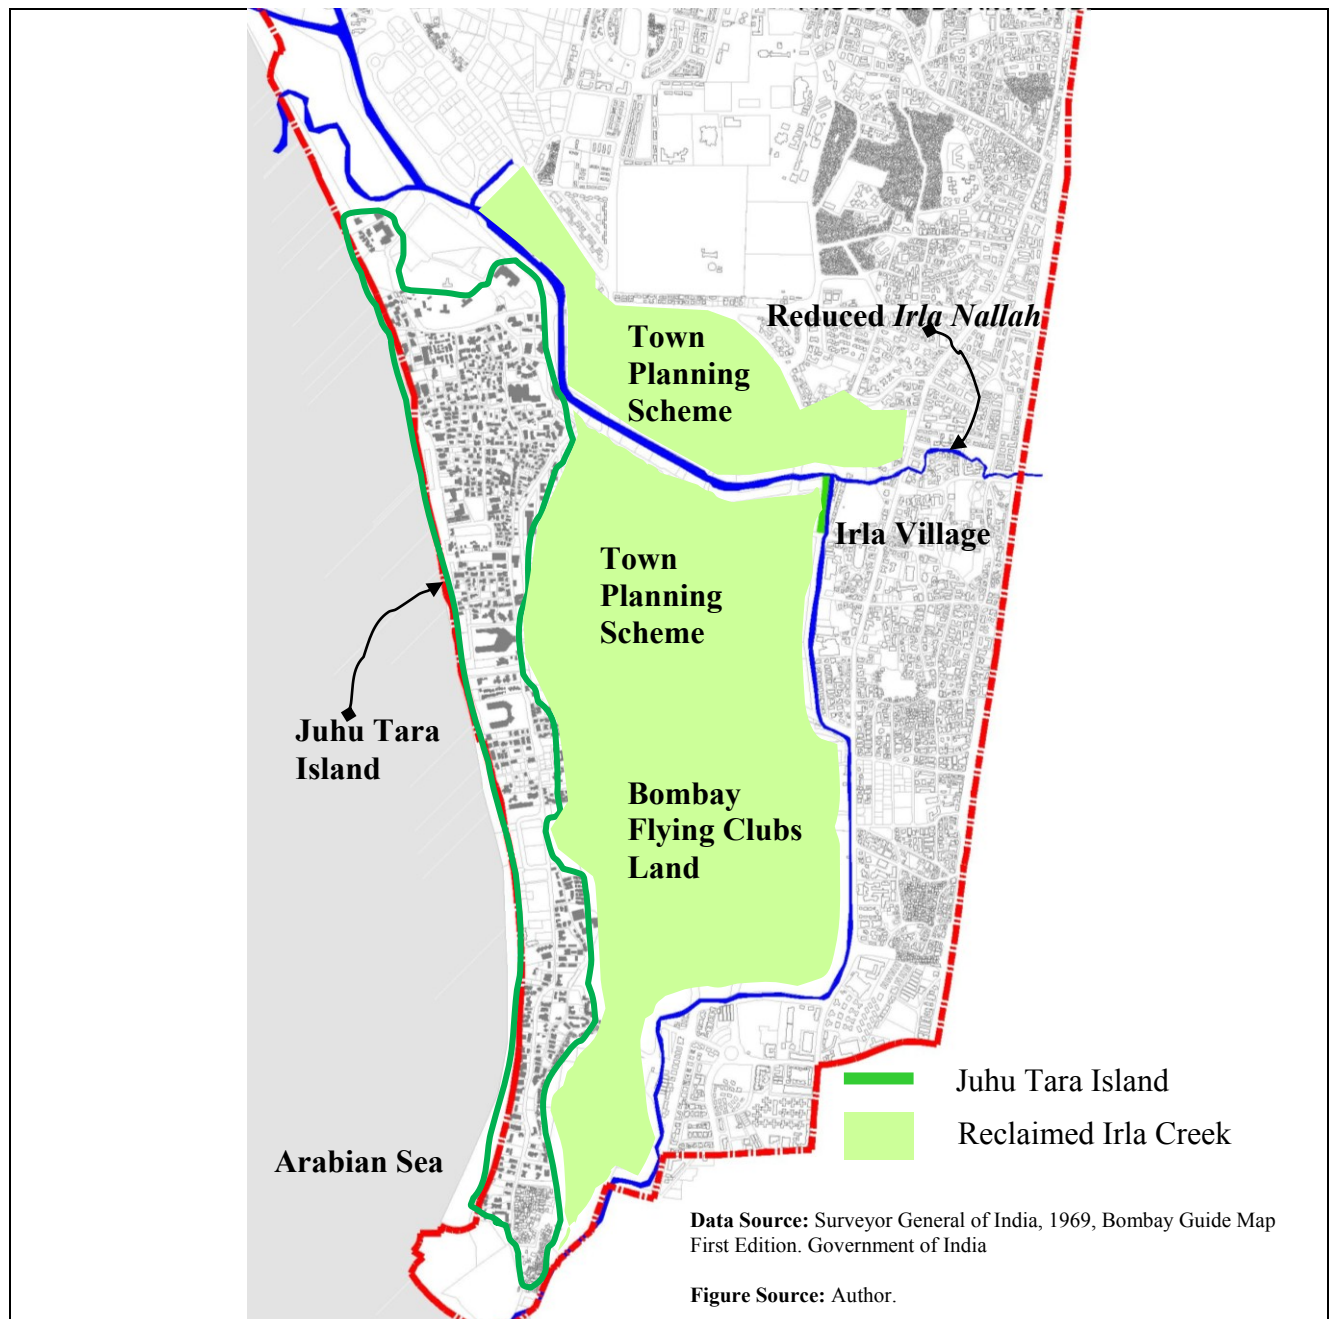 Town
Planning
Scheme
Reduced Irla Nallah
Irla Village
Town
Planning
Scheme
Juhu Tara
Island
Bombay
Flying Clubs
Land
Juhu Tara Island
Reclaimed Irla Creek
Arabian Sea
Data Source: Surveyor General of India, 1969, Bombay Guide Map
First Edition. Government of India
Figure Source: Author.